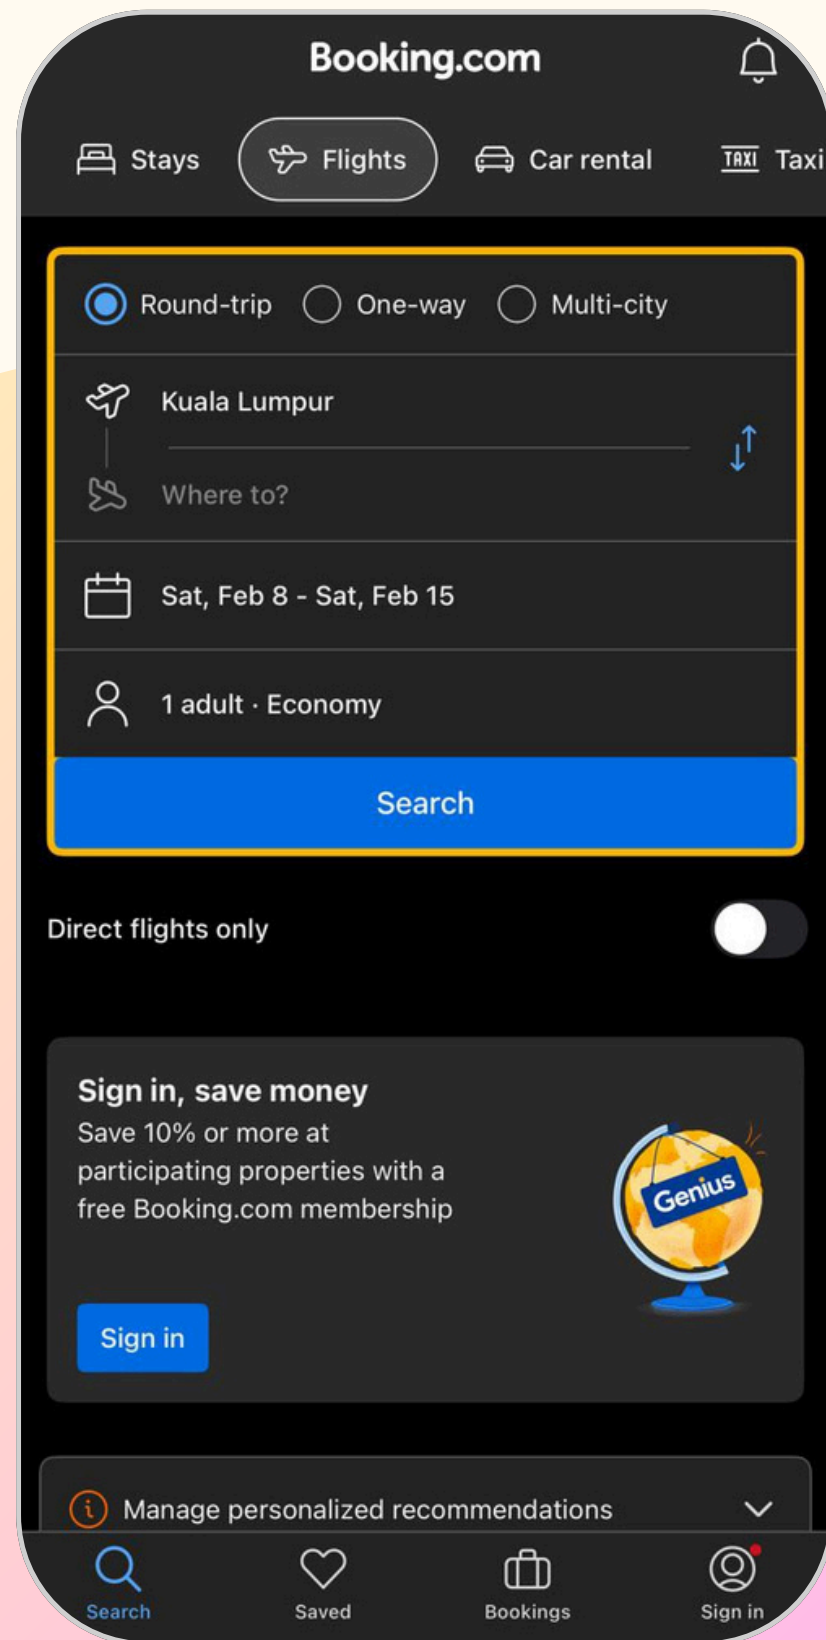 Booking.com
Stays Flights Car rental TAXI Taxi
Round-trip One-way Multi-city
Kuala Lumpur
Where to?
Sat, Feb 8 - Sat, Feb 15
1 adult · Economy
Search
Direct flights only
Sign in, save money
Save 10% or more at
participating properties with a
free Booking.com membership
Genius
Sign in
Manage personalized recommendations
Search Saved Bookings Sign in